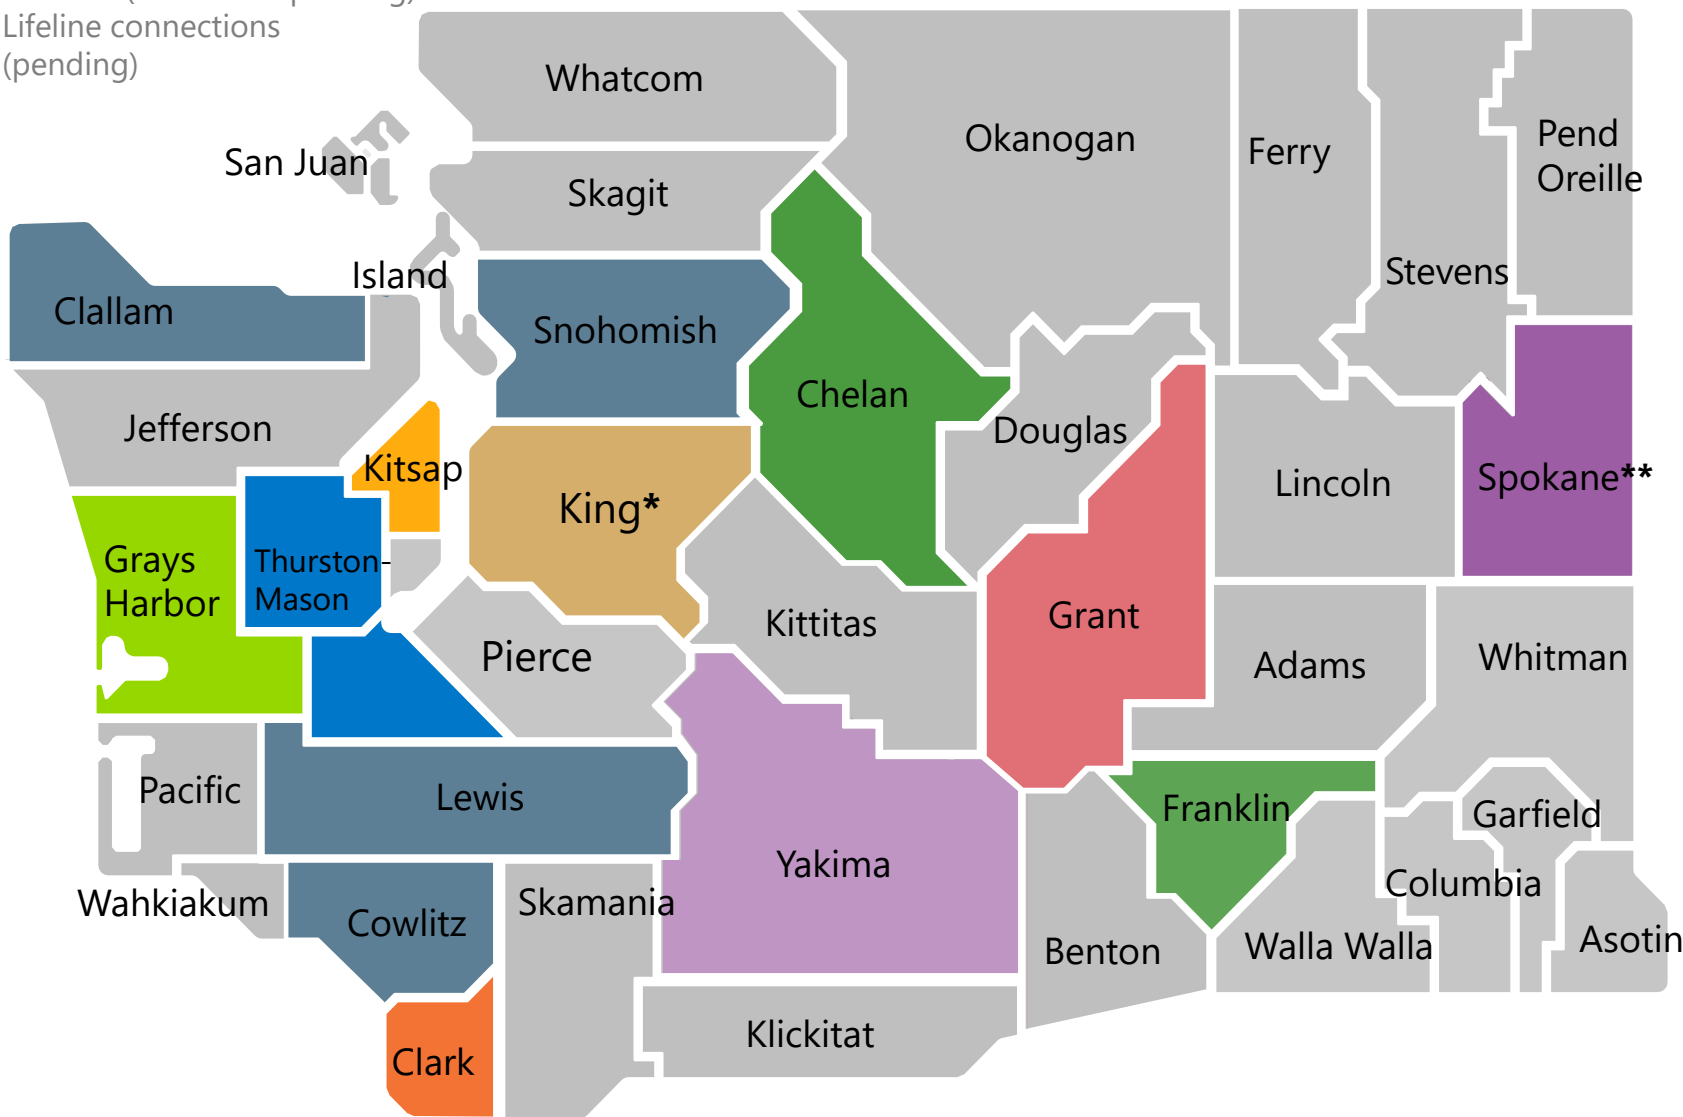 Lifeline connections
(pending)
Whatcom
San Juan
Skagit
Okanogan
Ferry
Pend
Oreille
Stevens
Island
Clallam
Snohomish
Chelan
Jefferson
Kitsap
Douglas
King*
Lincoln
Spokane**
Grays
Harbor
Thurston-
Mason
Pierce
Kittitas
Grant
Adams
Whitman
Pacific
Lewis
Yakima
Franklin
Garfield
Wahkiakum
Cowlitz
Skamania
Columbia
Benton
Walla Walla
Asotin
Klickitat
Clark